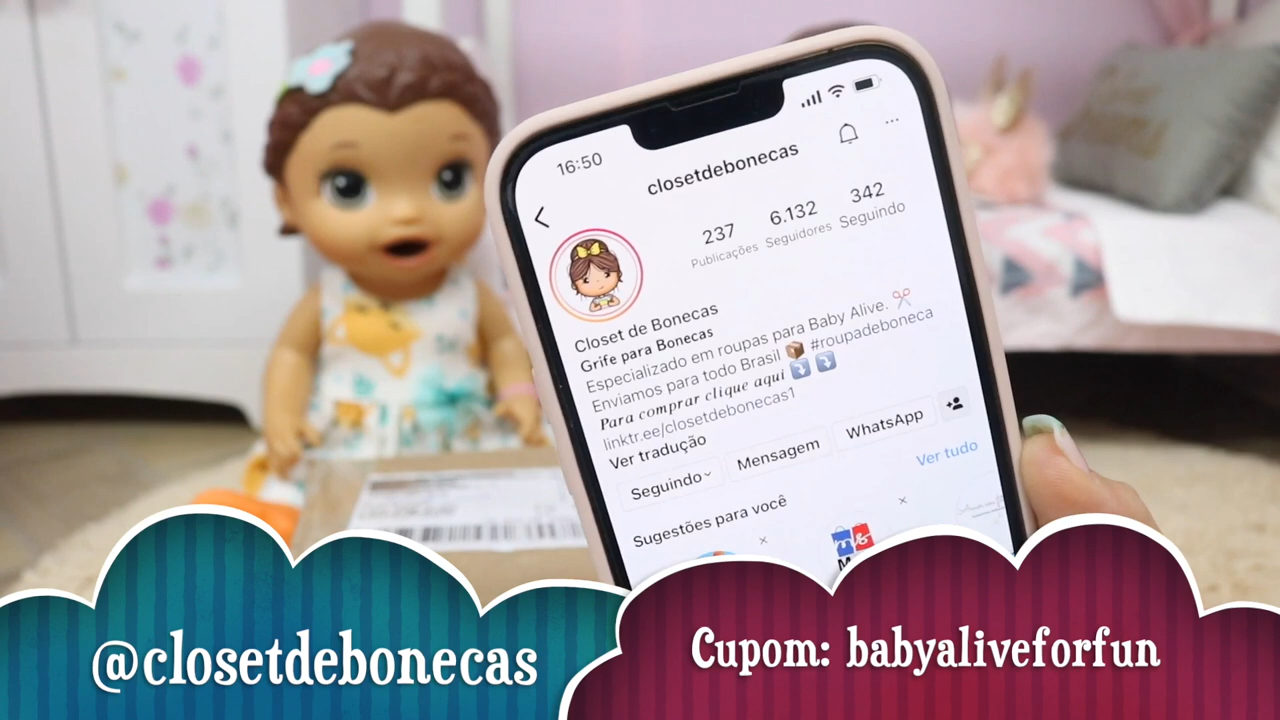 16:50
closetdebonecas
237
6.132
342
Publicações
Seguidores
Seguindo
Closet de Bonecas
Grife para Bonecas
Especializado em roupas para Baby Alive. ✂️
Enviamos para todo Brasil 📦 #roupadeboneca
Para comprar clique aqui ⤵️ ⤵️
linktr.ee/closetdebonecas1
Ver tradução
Seguindo
Mensagem
WhatsApp
Sugestões para você
Ver tudo
@closetdebonecas
Cupom: babyaliveforfun